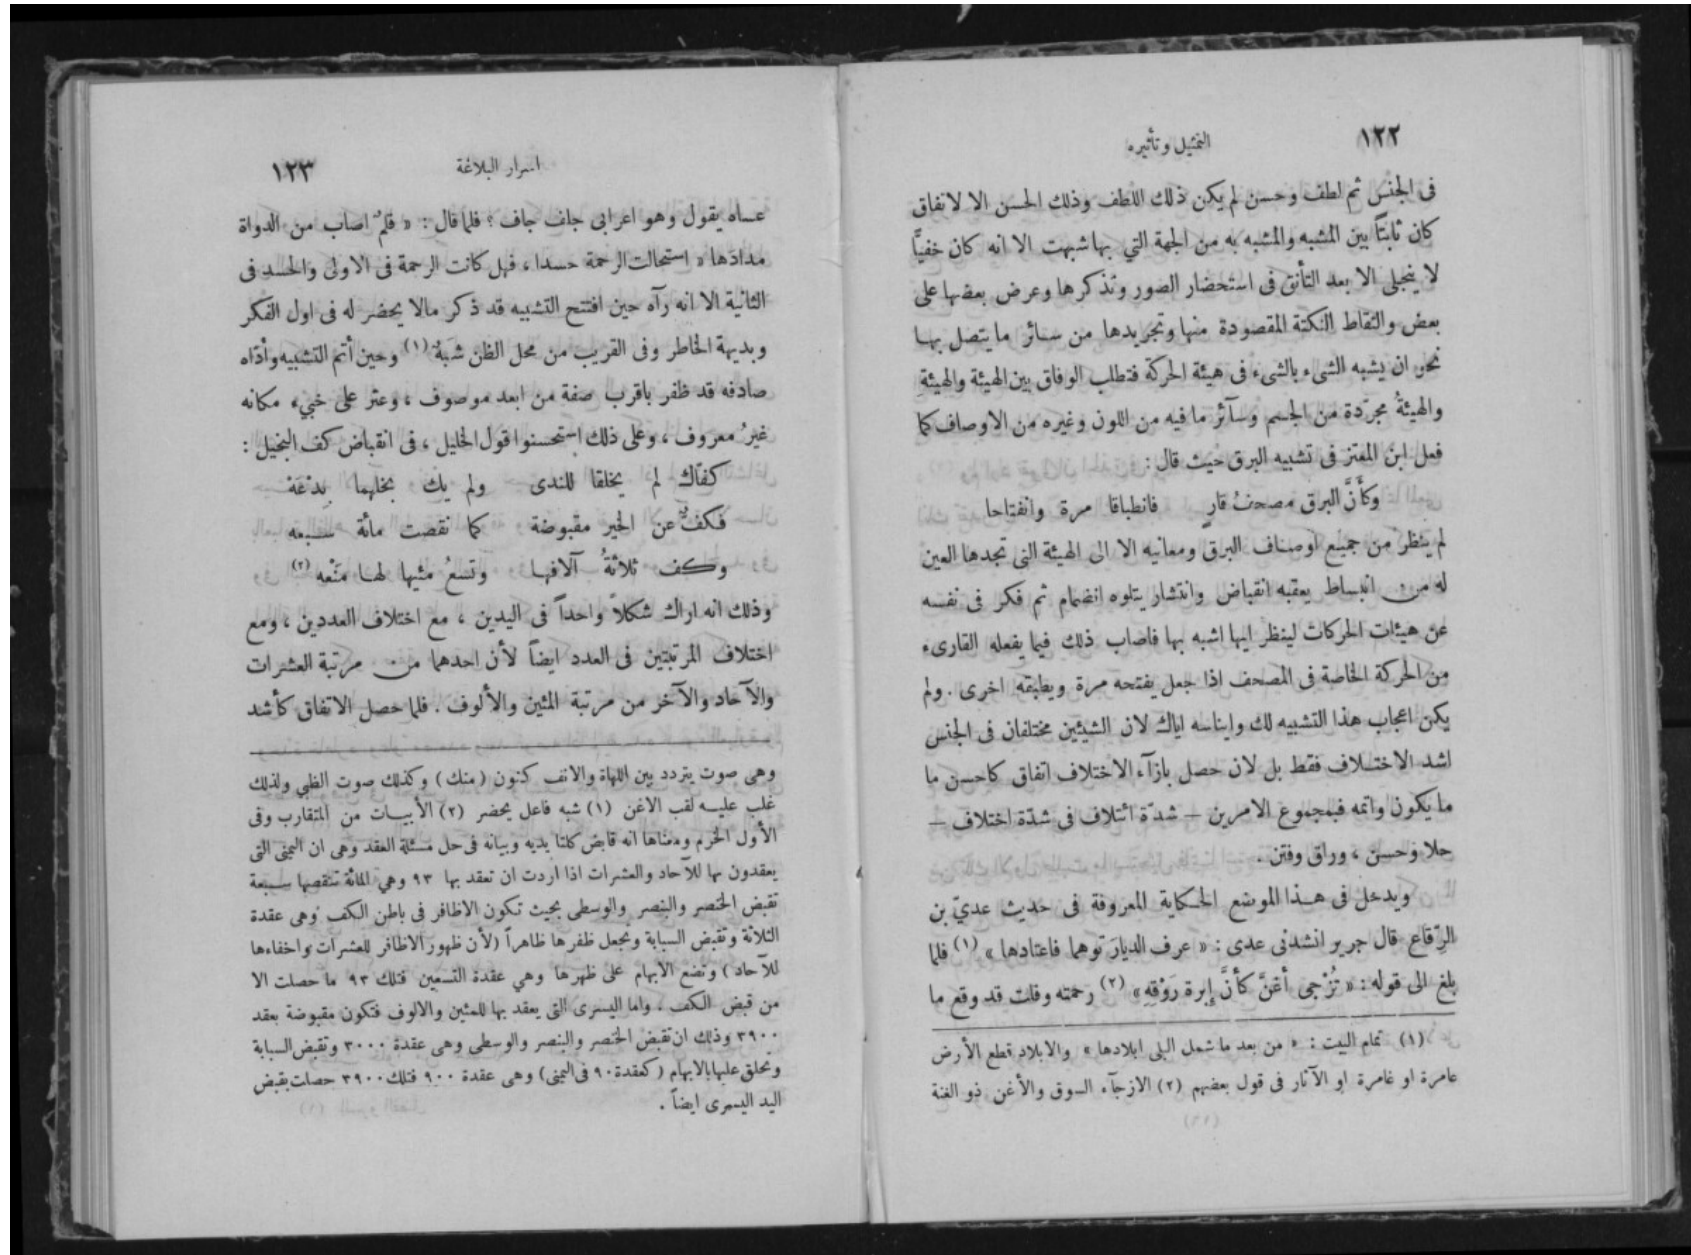 ١٢٢ التمثيل وتأثيره
فى الجنس ثم لطف وحسن لم يكن ذلك اللطف وذلك الحسن الا لاتفاق
كان ثابتاً بين المشبه والمشبه به من الجهة التي بها شبهت الا انه كان خفيًّا
لا ينجلى الا بعد التأنق فى استحضار الصور وتذكرها وعرض بعضها على
بعض والتقاط النكتة المقصودة منها وتجريدها من سائر ما يتصل بها
نحو ان يشبه الشىء بالشىء فى هيئة الحركة فتطلب الوفاق بين الهيئة والهيئةِ
والهيئةُ مجرّدة من الجسم وسآئر ما فيه من اللون وغيره من الاوصاف كما
فعل ابن المعتز فى تشبيه البرق حيث قال :
وكأنَّ البرق مصحفُ قارٍ فانطباقا مرة وانفتاحا
لم ينظر من جميع اوصاف البرق ومعانيه الا الى الهيئة التى تجدها العين
له من انبساط يعقبه انقباض وانتشار يتلوه انضمام ثم فكر فى نفسه
عن هيئات الحركات لينظر ايها اشبه بها فاصاب ذلك فيما يفعله القارىء
من الحركة الخاصة فى المصحف اذا جعل يفتحه مرة ويطبقه اخرى . ولم
يكن اعجاب هذا التشبيه لك وايناسه اياك لان الشيئين مختلفان فى الجنس
اشد الاختلاف فقط بل لان حصل بازآء الاختلاف اتفاق كاحسن ما
ما يكون واتمه فبمجموع الامرين — شدّة ائتلاف فى شدّة اختلاف —
حلا وحسن ، وراق وفتن .
ويدخل فى هذا الموضع الحكاية المعروفة فى حديث عديّ بن
الرِّقاع قال جرير انشدنى عدى : « عرف الديارَ توهما فاعتادها » (١) فلما
بلغ الى قوله : « تُزْجى أغنَّ كأنَّ إبرة رَوْقِهِ » (٢) رحمته وقلت قد وقع ما
(١) تمام البيت : « من بعد ما شمل البلى ابلادها » والابلاد قطع الأرض
عامرة او غامرة او الآثار فى قول بعضهم (٢) الازجآء السوق والأغن ذو الغنة
اسرار البلاغة ١٢٣
عساه يقول وهو اعرابى جلف جاف ؟ فلما قال : « قلمٌ اصاب من الدواة
مدادَها » استحالت الرحمة حسدا ، فهل كانت الرحمة فى الاولى والحسد فى
الثانية الا انه رآه حين افتتح التشبيه قد ذكر مالا يحضر له فى اول الفكر
وبديهة الخاطر وفى القريب من محل الظن شَبَهٌ (١) وحين أتم التشبيه وأدّاه
صادفه قد ظفر باقرب صفة من ابعد موصوف ، وعثر على خبيء مكانه
غيرُ معروف ، وعلى ذلك استحسنوا قول الخليل ، فى انقباض كف البخيل :
كفّاك لم يخلقا للندى ولم يك بخلهما بِدْعَهْ
فكفٌّ عن الخير مقبوضة كما نقصت مائة سبعه
وكف ثلاثةُ آلافها وتسعُ مئيها لها مَنْعه (٢)
وذلك انه اراك شكلاً واحداً فى اليدين ، مع اختلاف العددين ، ومع
اختلاف المرتبتين فى العدد ايضاً لأن احدهما من مرتبة العشرات
والآحاد والآخر من مرتبة المئين والألوف . فلما حصل الاتفاق كأشد
وهى صوت يتردد بين اللهاة والانف كنون ( منك ) وكذلك صوت الظبي ولذلك
غلب عليه لقب الاغن (١) شبه فاعل يحضر (٢) الأبيات من المتقارب وفى
الأول الخرم ومعناها انه قابض كلتا يديه وبيانه فى حل مسئلة العقد وهى ان اليمنى التى
يعقدون بها للآحاد والعشرات اذا اردت ان تعقد بها ٩٣ وهي المائة تنقصها سبعة
تقبض الخنصر والبنصر والوسطى بحيث تكون الاظافر فى باطن الكف وهى عقدة
الثلاثة وتقبض السبابة وتجعل ظفرها ظاهراً ( لأن ظهور الاظافر للعشرات واخفاءها
للآحاد ) وتضع الابهام على ظهرها وهي عقدة التسعين فتلك ٩٣ ما حصلت الا
من قبض الكف . واما اليسرى التى يعقد بها للمئين والالوف فتكون مقبوضة بعقد
٣٩٠٠ وذلك ان تقبض الخنصر والبنصر والوسطى وهى عقدة ٣٠٠٠ وتقبض السبابة
وتحلق عليها بالابهام ( كعقدة ٩٠ فى اليمنى ) وهى عقدة ٩٠٠ فتلك ٣٩٠٠ حصلت بقبض
اليد اليسرى ايضاً .